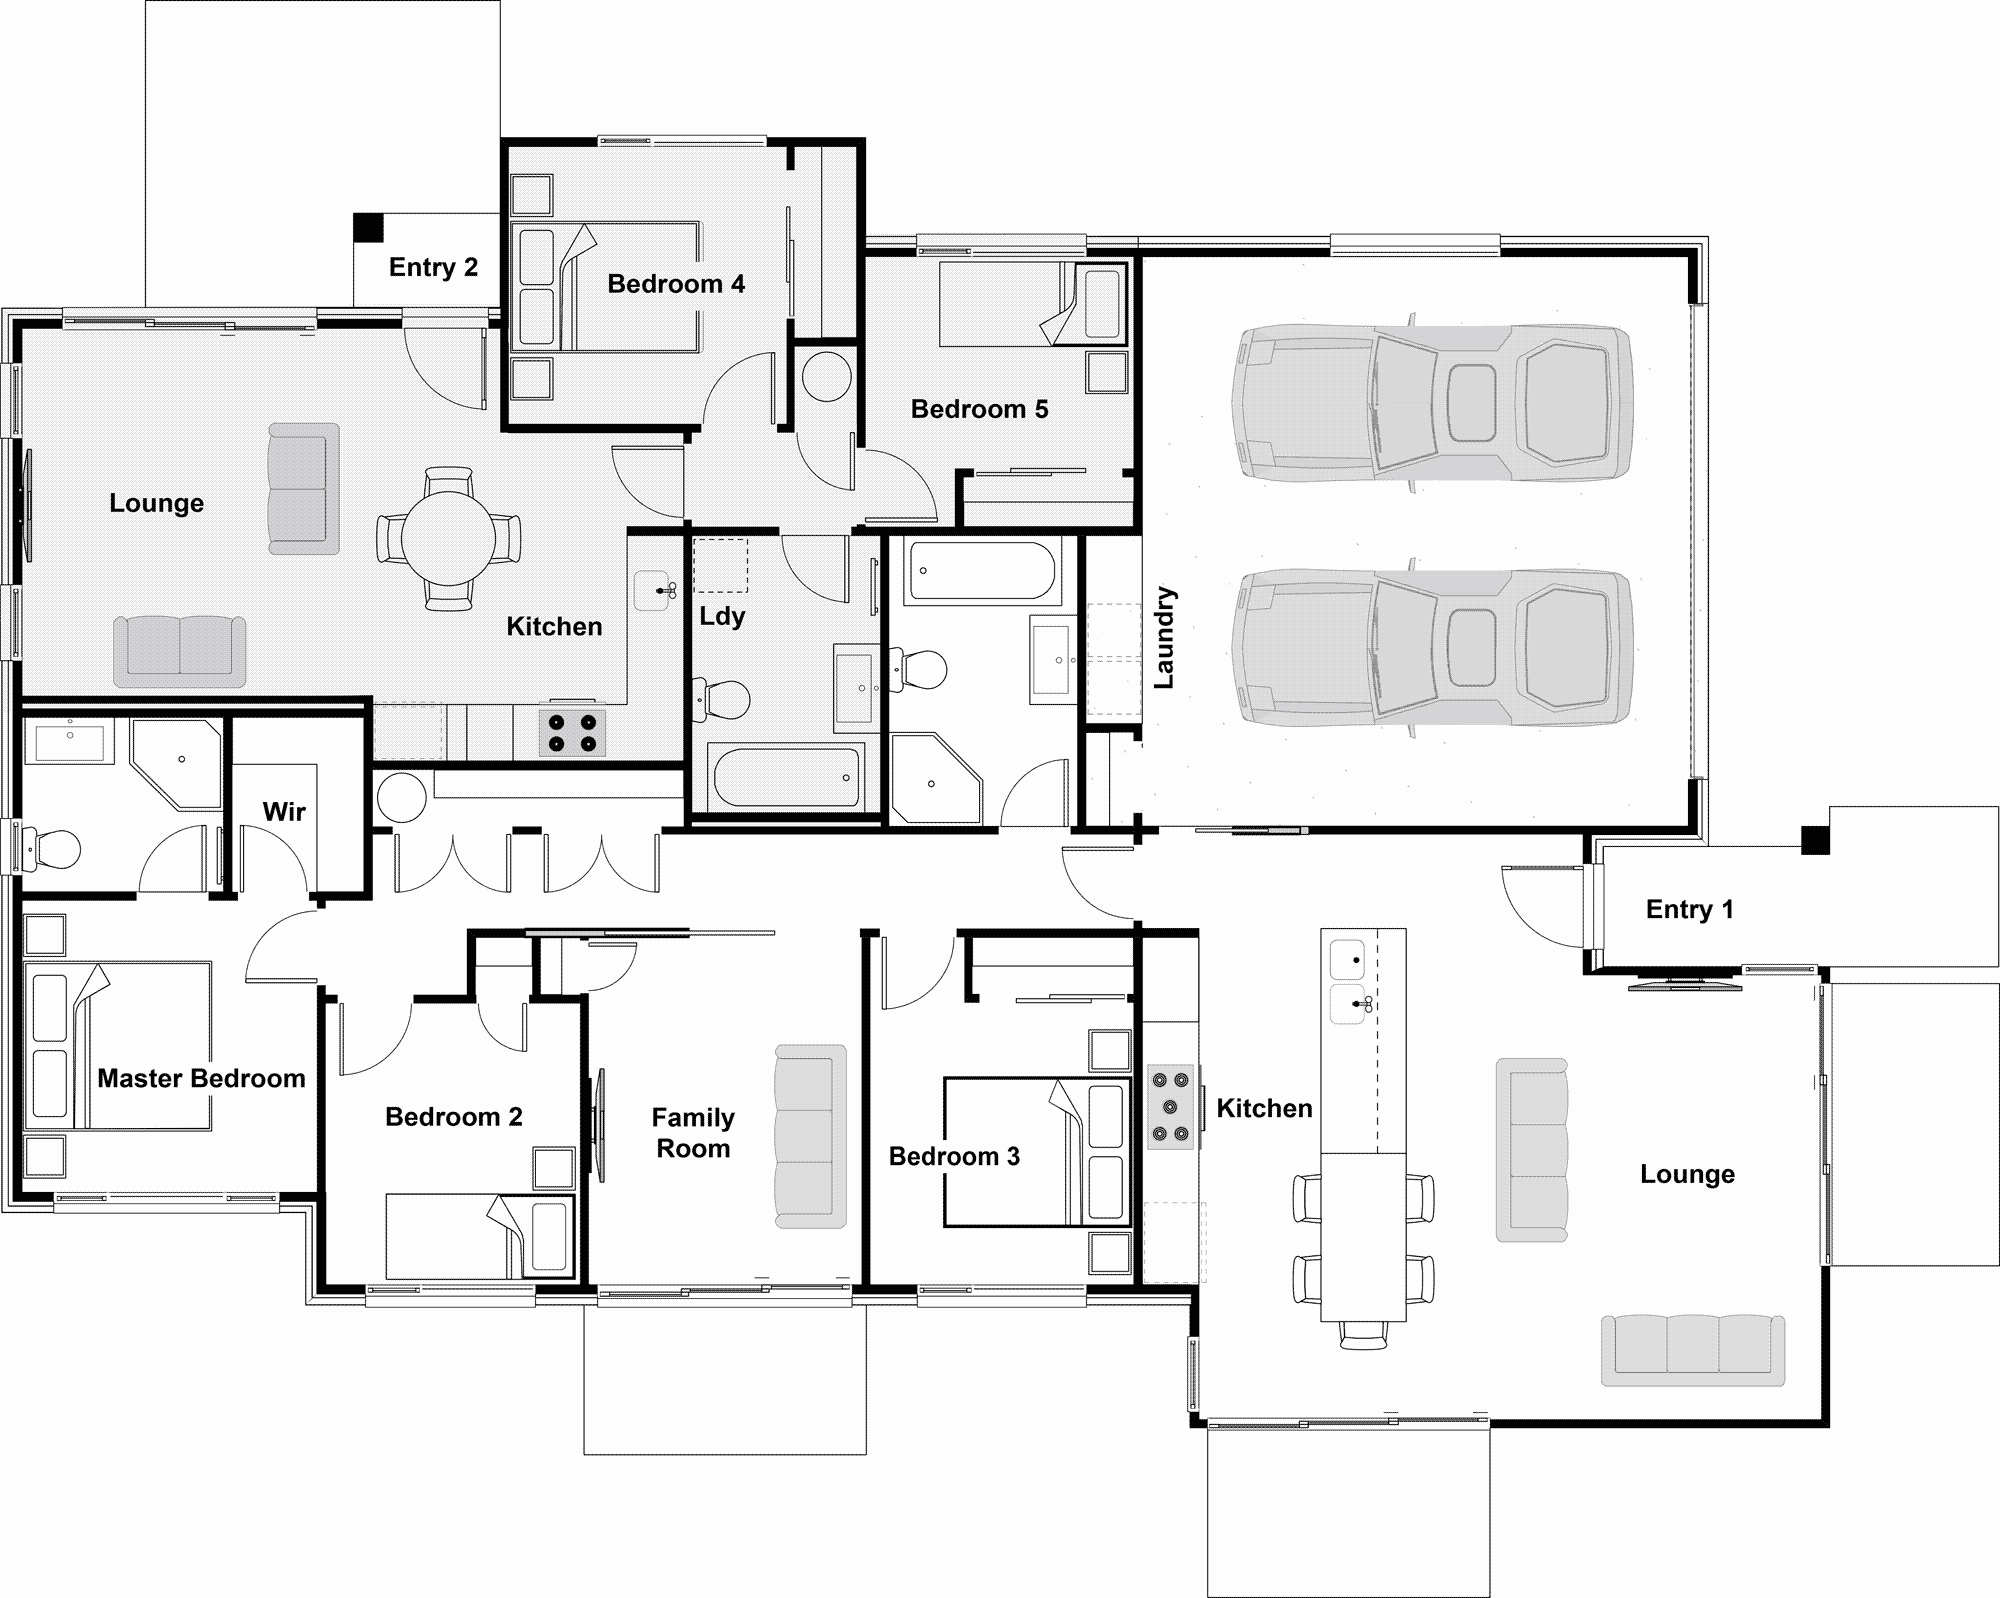 Entry 2
Bedroom 4
Bedroom 5
Lounge
Kitchen
Ldy
Laundry
Wir
Entry 1
Master Bedroom
Bedroom 2
Family
Room
Bedroom 3
Kitchen
Lounge